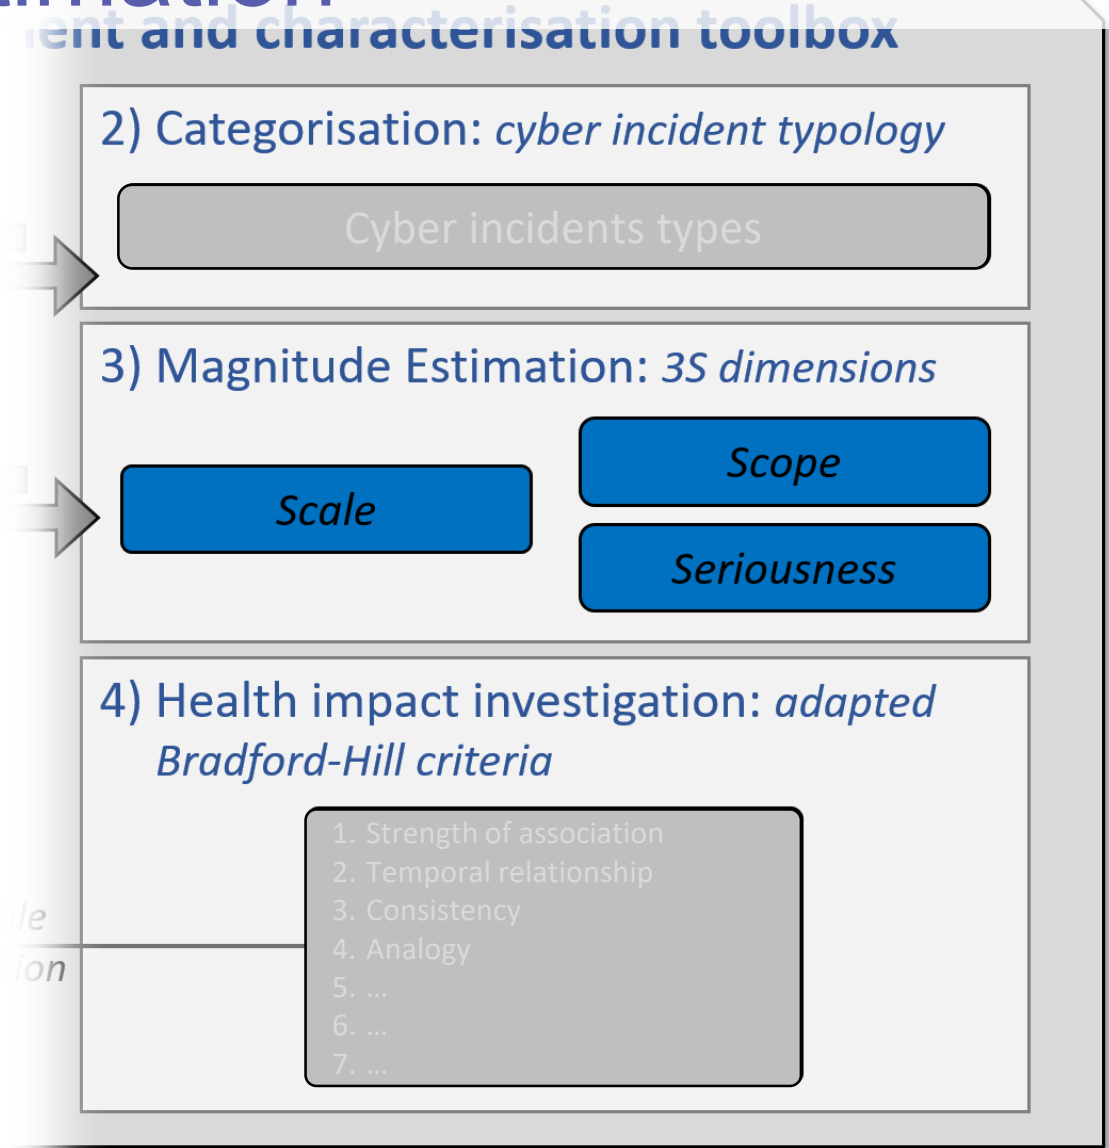 and characterisation toolbox
2) Categorisation: cyber incident typology
Cyber incidents types
3) Magnitude Estimation: 3S dimensions
Scope
Scale
Seriousness
4) Health impact investigation: adapted
Bradford-Hill criteria
1. Strength of association
2. Temporal relationship
3. Consistency
4. Analogy
5. ...
6. ...
7. ...